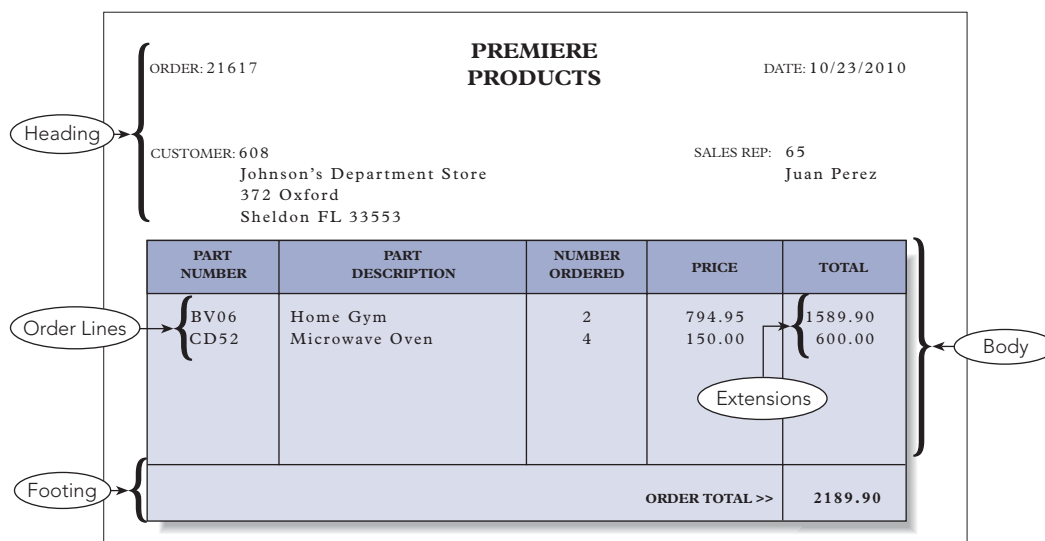 PREMIERE
PRODUCTS
ORDER: 21617
DATE: 10/23/2010
Heading
CUSTOMER: 608
SALES REP: 65
Johnson's Department Store
Juan Perez
372 Oxford
Sheldon FL 33553
PART NUMBER PART DESCRIPTION NUMBER ORDERED PRICE TOTAL
Order Lines
BV06 Home Gym 2 794.95 1589.90
CD52 Microwave Oven 4 150.00 600.00
Body
Extensions
Footing
ORDER TOTAL >> 2189.90